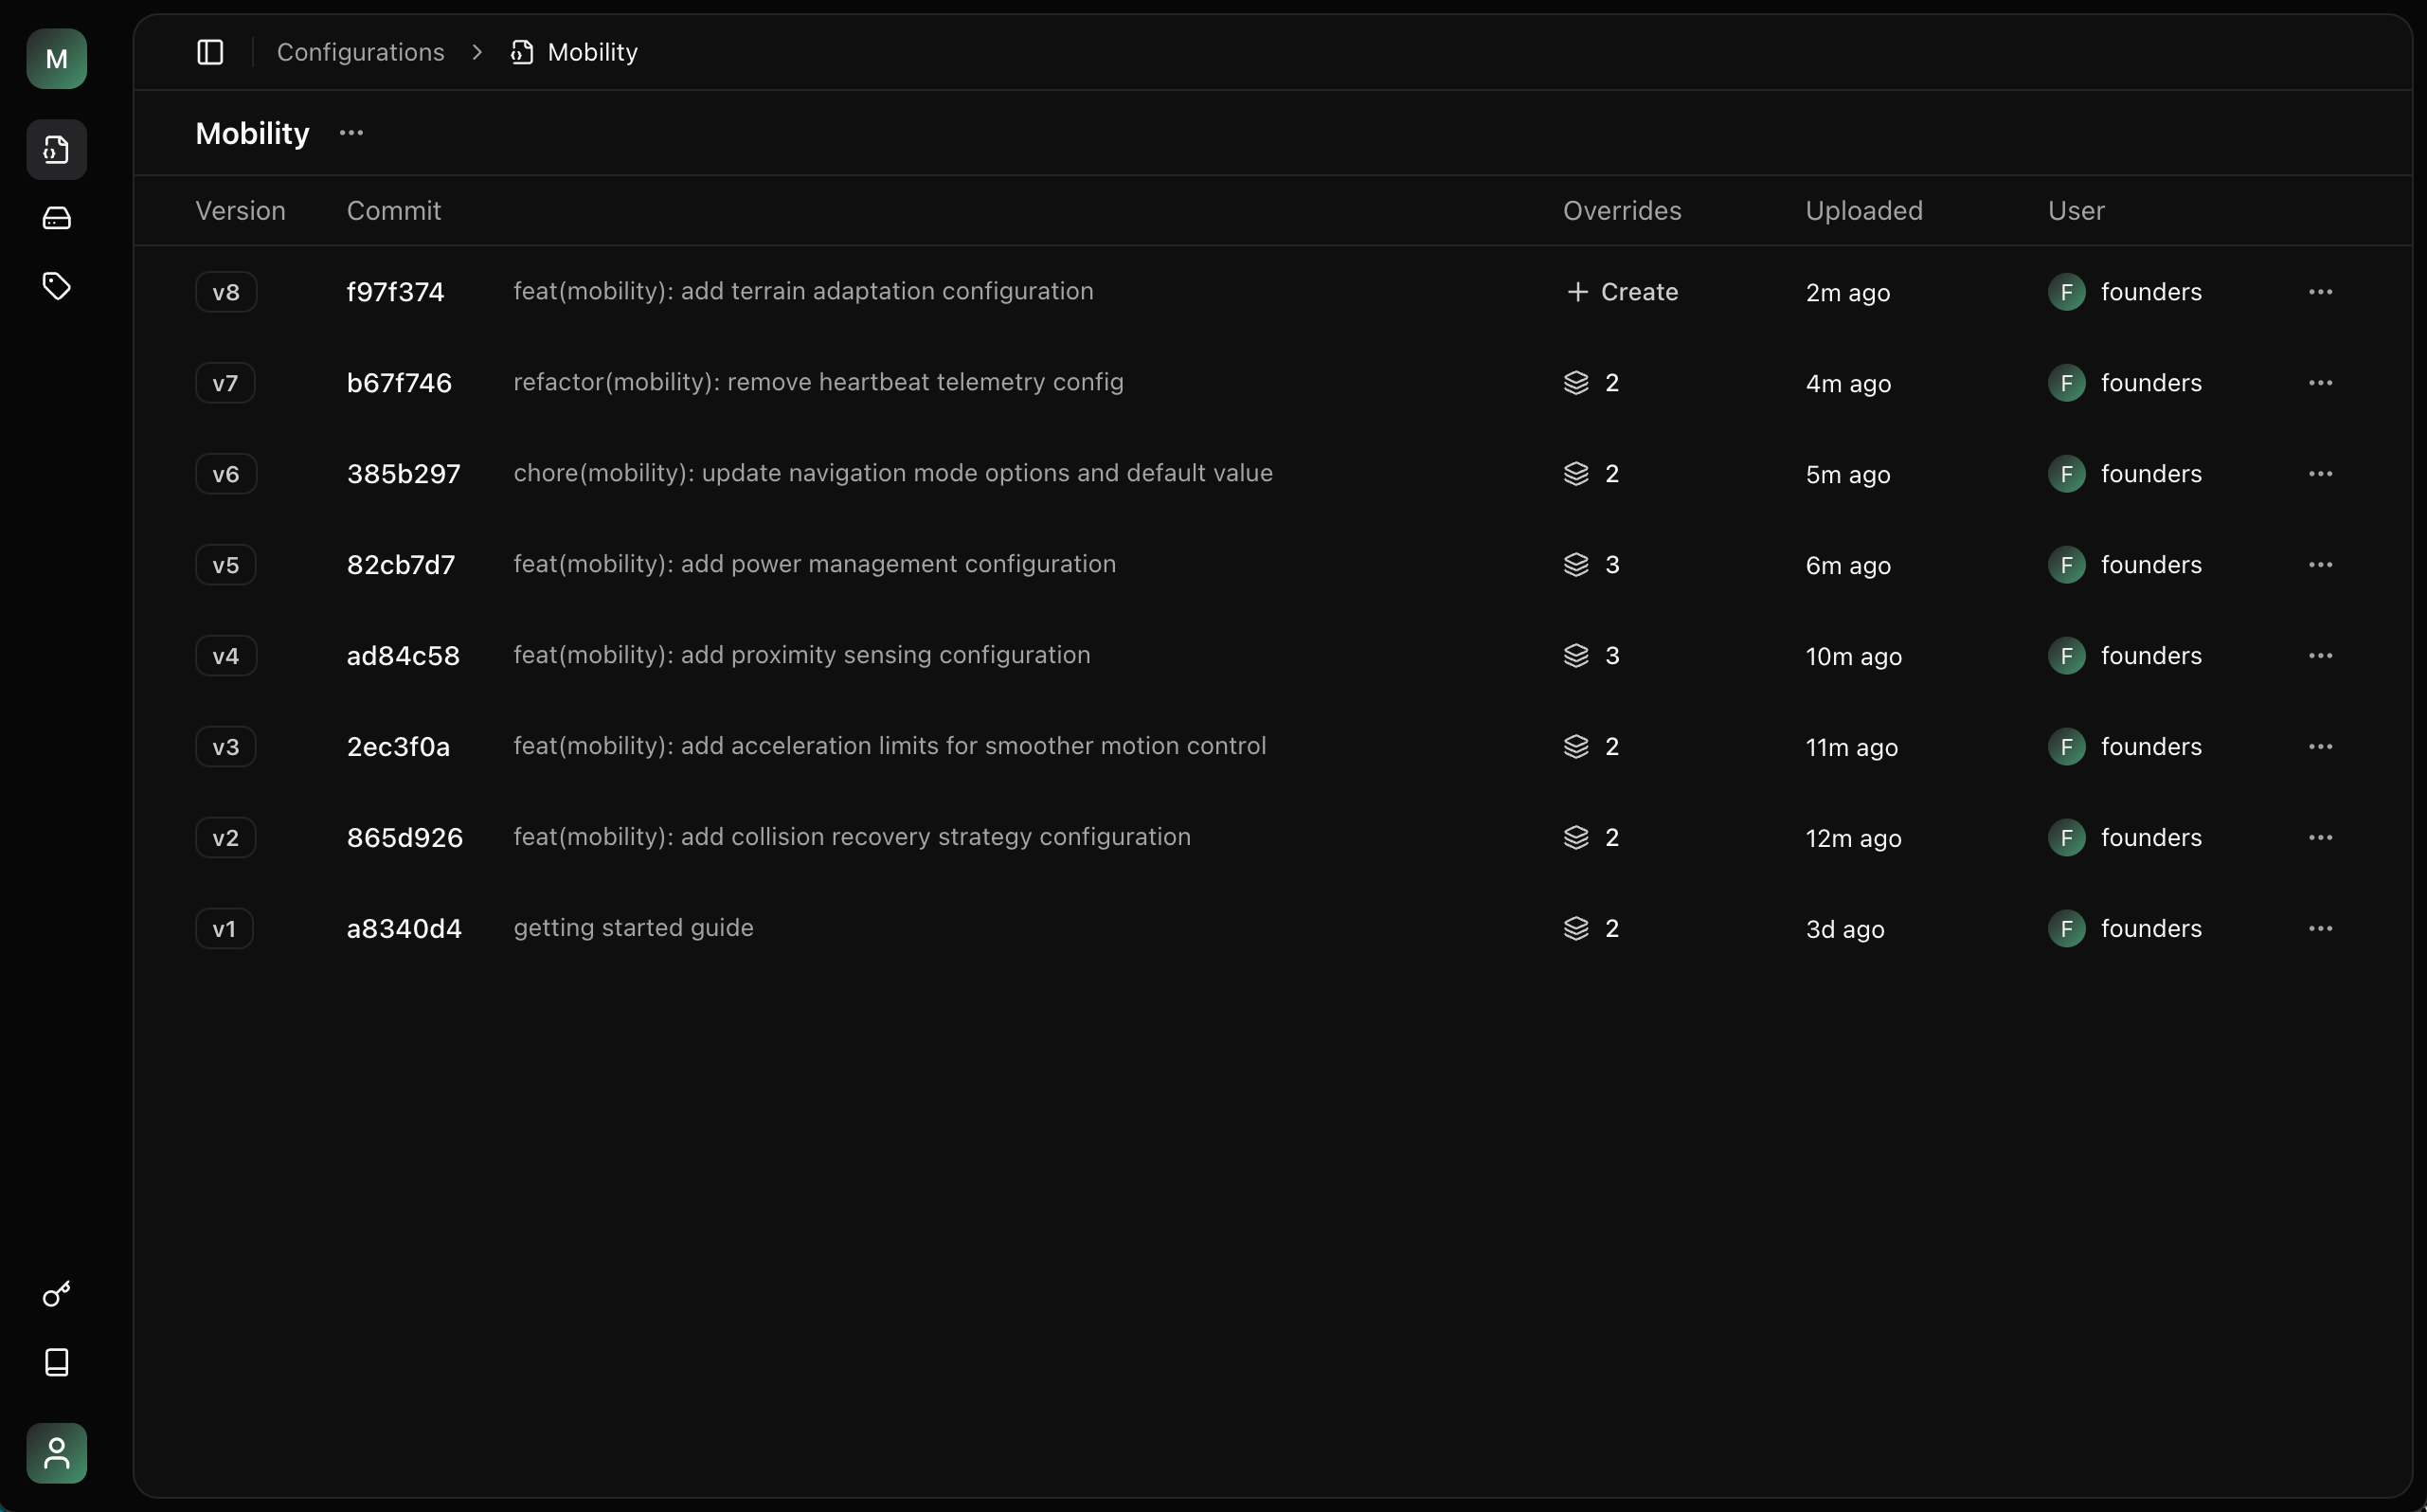 M
Configurations > Mobility
Mobility ...
Version Commit Overrides Uploaded User
v8 f97f374 feat(mobility): add terrain adaptation configuration + Create 2m ago F founders ...
v7 b67f746 refactor(mobility): remove heartbeat telemetry config 2 4m ago F founders ...
v6 385b297 chore(mobility): update navigation mode options and default value 2 5m ago F founders ...
v5 82cb7d7 feat(mobility): add power management configuration 3 6m ago F founders ...
v4 ad84c58 feat(mobility): add proximity sensing configuration 3 10m ago F founders ...
v3 2ec3f0a feat(mobility): add acceleration limits for smoother motion control 2 11m ago F founders ...
v2 865d926 feat(mobility): add collision recovery strategy configuration 2 12m ago F founders ...
v1 a8340d4 getting started guide 2 3d ago F founders ...